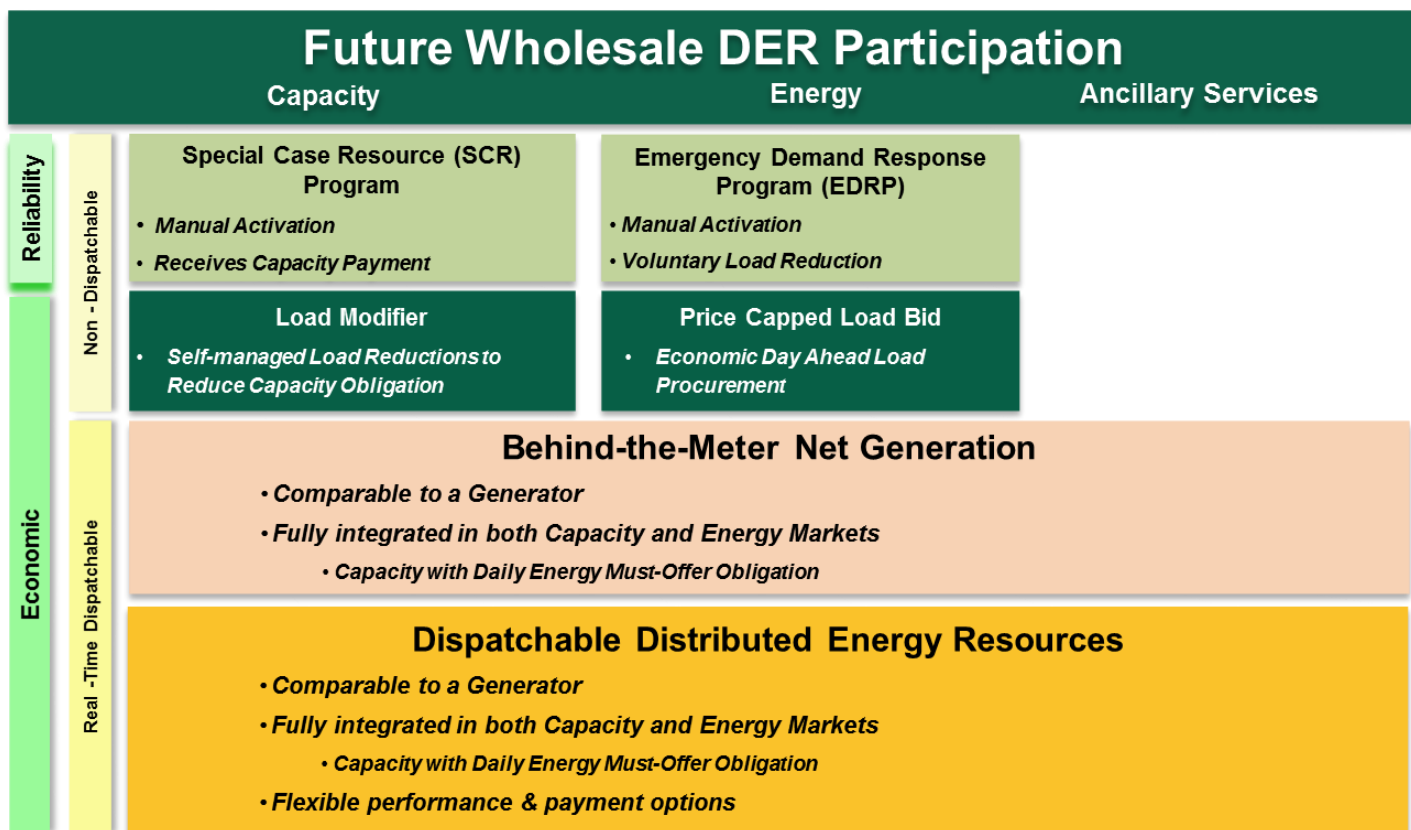 Future Wholesale DER Participation
Capacity
Energy
Ancillary Services
Reliability
Non - Dispatchable
Special Case Resource (SCR)
Program
• Manual Activation
• Receives Capacity Payment
Emergency Demand Response
Program (EDRP)
• Manual Activation
• Voluntary Load Reduction
Economic
Load Modifier
• Self-managed Load Reductions to
Reduce Capacity Obligation
Price Capped Load Bid
• Economic Day Ahead Load
Procurement
Real -Time Dispatchable
Behind-the-Meter Net Generation
• Comparable to a Generator
• Fully integrated in both Capacity and Energy Markets
• Capacity with Daily Energy Must-Offer Obligation
Dispatchable Distributed Energy Resources
• Comparable to a Generator
• Fully integrated in both Capacity and Energy Markets
• Capacity with Daily Energy Must-Offer Obligation
• Flexible performance & payment options